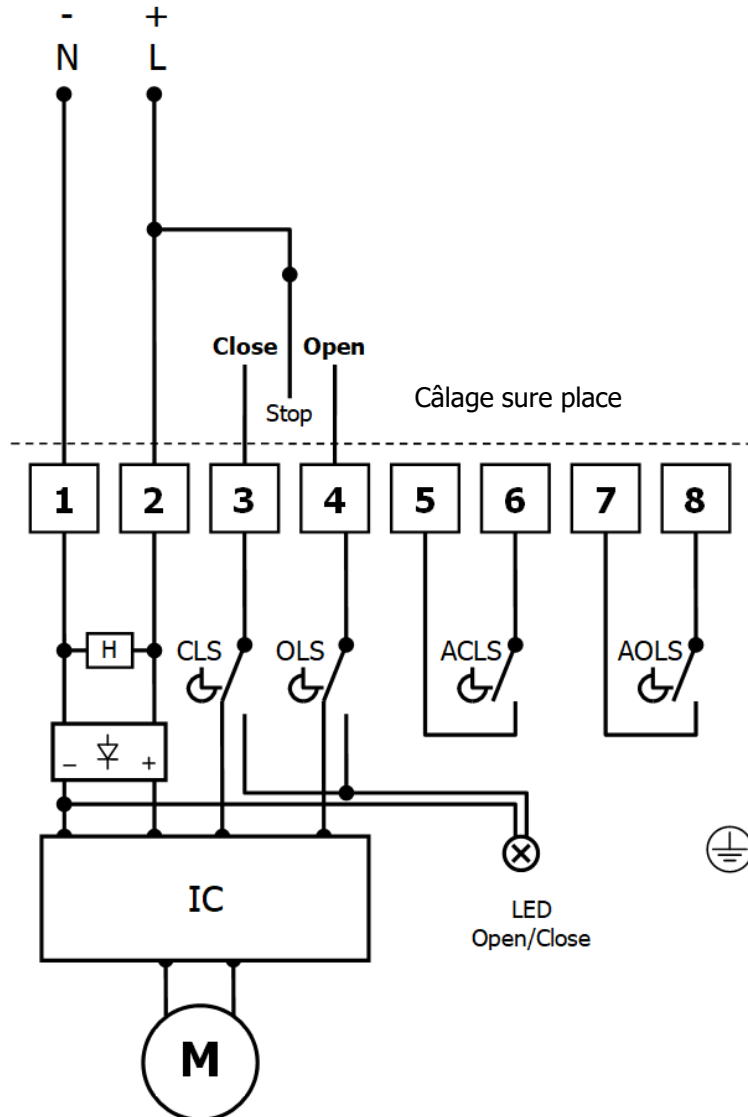 - +
N L
Close Open
Stop
Câlage sure place
1 2 3 4 5 6 7 8
H CLS OLS ACLS AOLS
– +
IC
LED
Open/Close
M